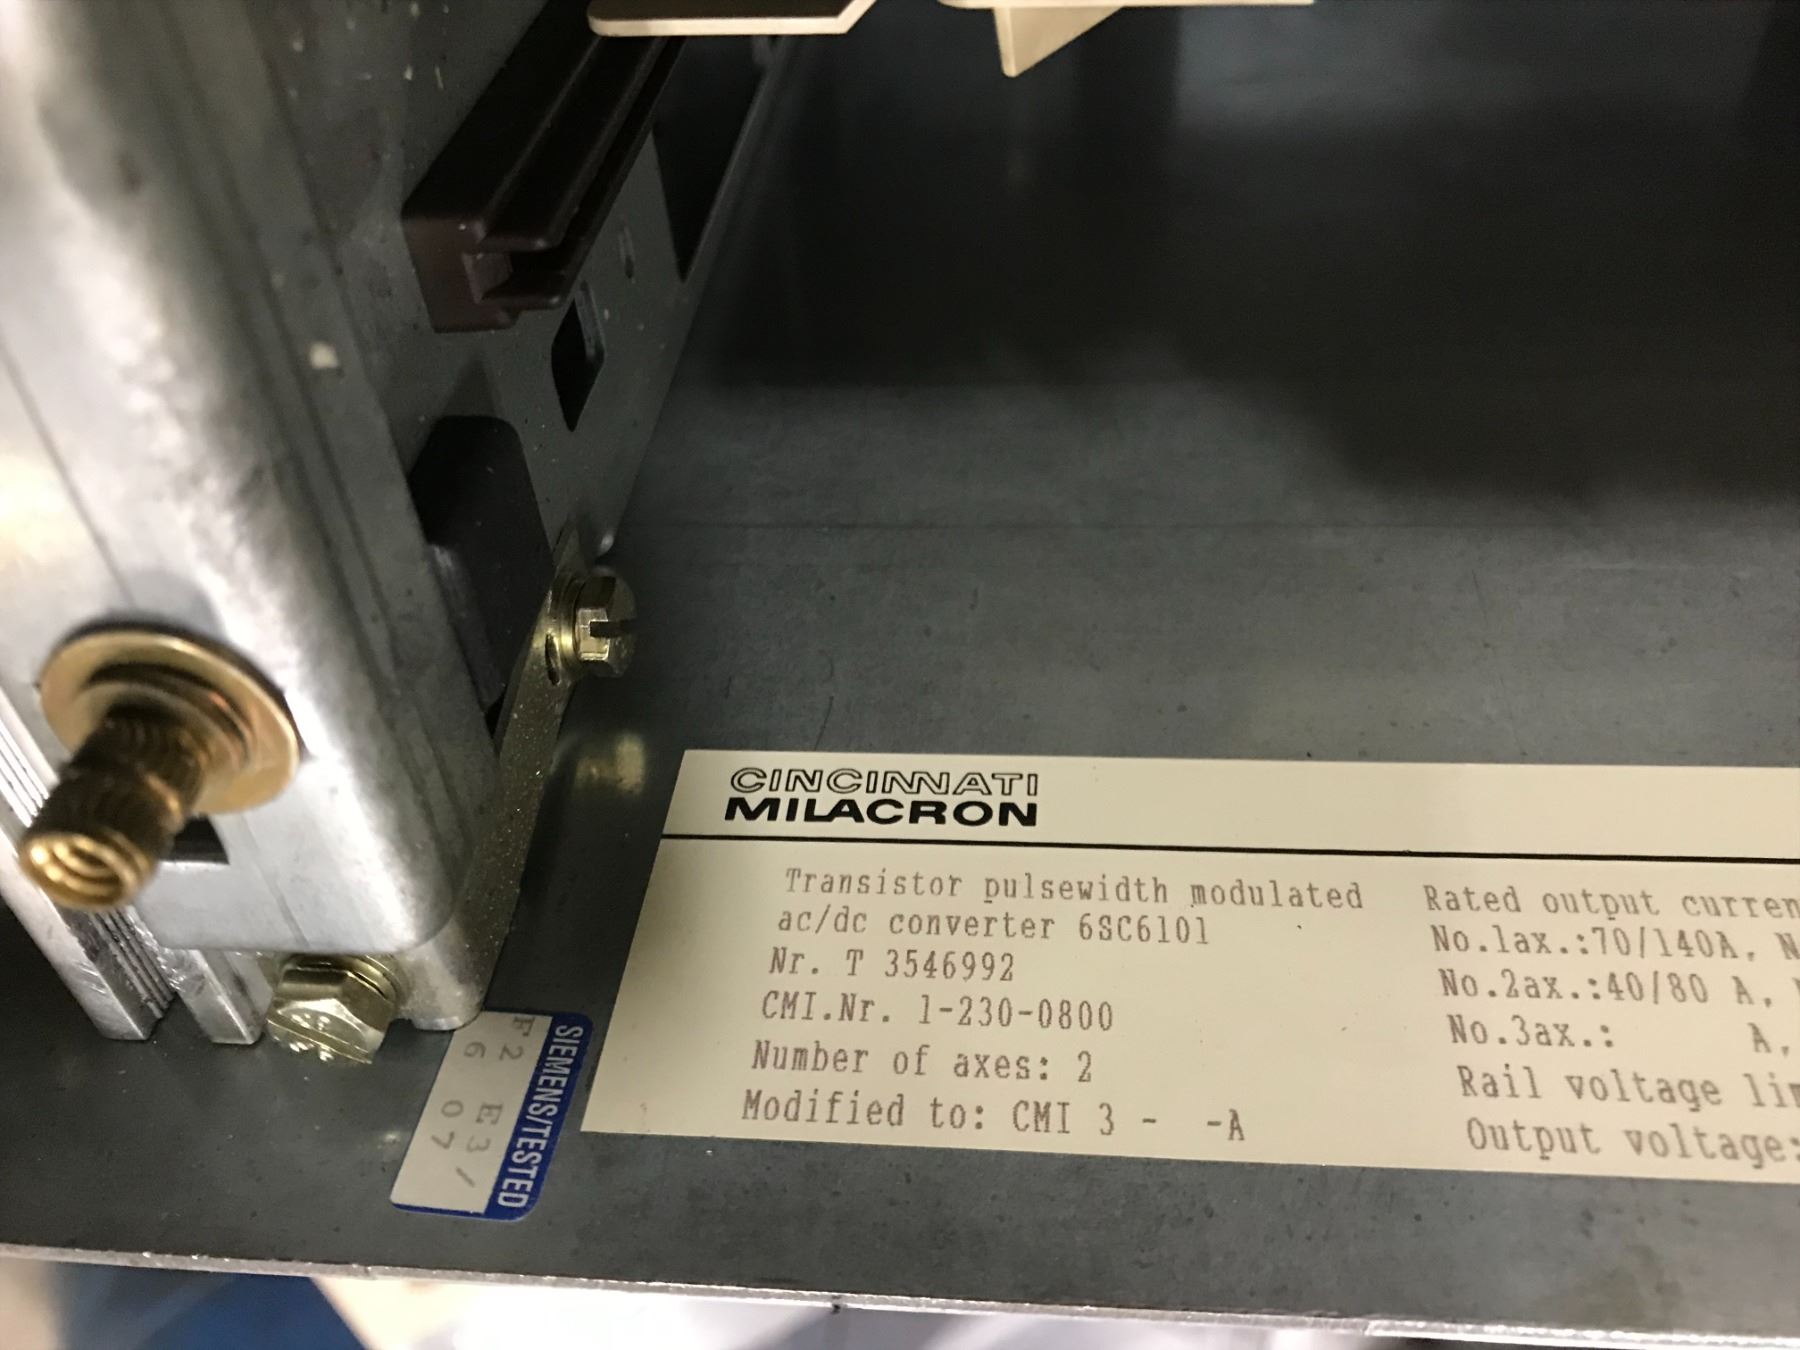 CINCINNATI
MILACRON
Transistor pulsewidth modulated
ac/dc converter 6SC6101
Nr. T 3546992
CMI.Nr. 1-230-0800
Number of axes: 2
Modified to: CMI 3 - -A
Rated output curren
No.1ax.:70/140A, N
No.2ax.:40/80 A,
No.3ax.: A,
Rail voltage li
Output voltage:
SIEMENS/TESTED
F2 E3/
6 07